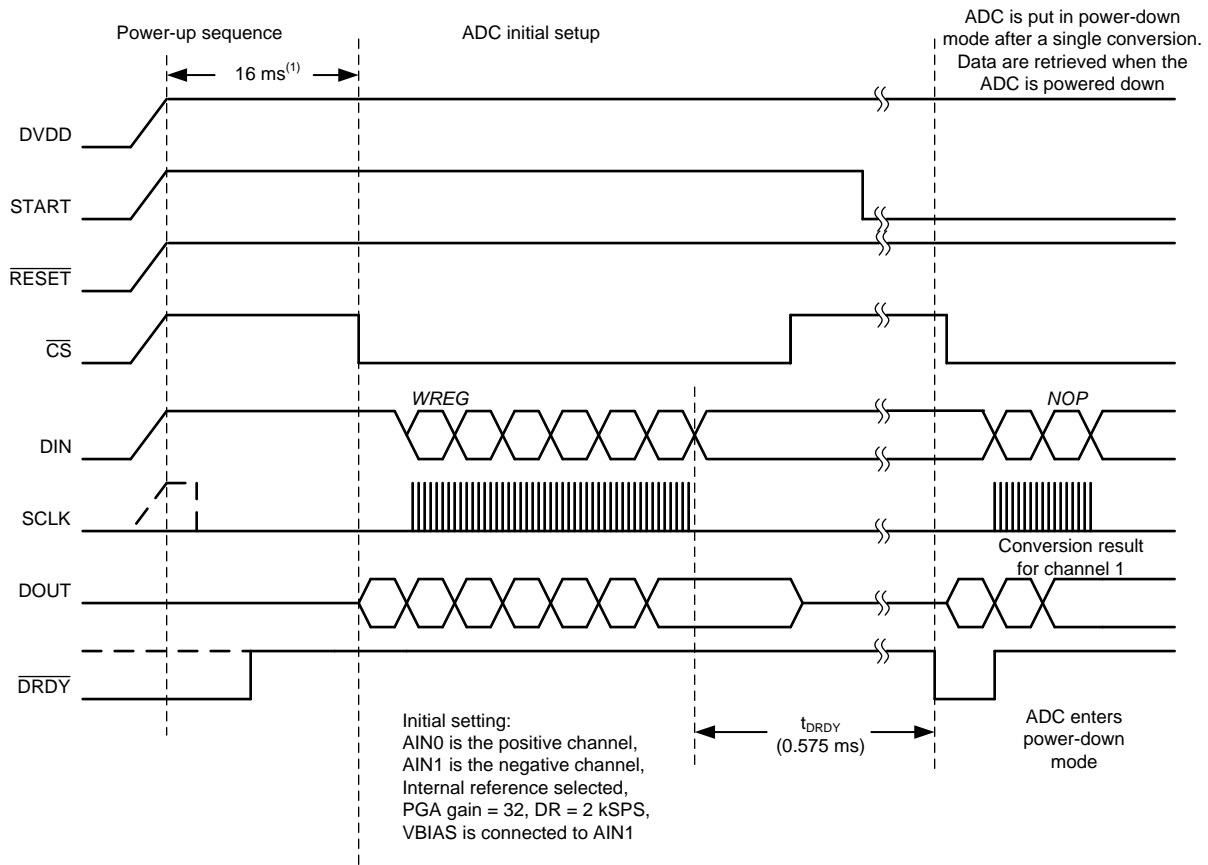 Power-up sequence
ADC initial setup
ADC is put in power-down
mode after a single conversion.
Data are retrieved when the
ADC is powered down
16 ms(1)
DVDD
START
RESET
CS
WREG
NOP
DIN
SCLK
Conversion result
for channel 1
DOUT
DRDY
Initial setting:
AIN0 is the positive channel,
AIN1 is the negative channel,
Internal reference selected,
PGA gain = 32, DR = 2 kSPS,
VBIAS is connected to AIN1
tDRDY
(0.575 ms)
ADC enters
power-down
mode